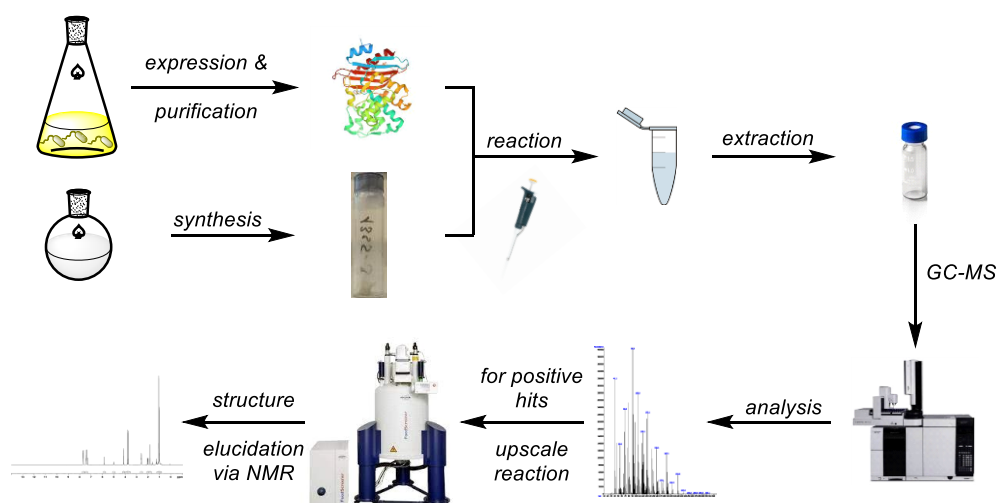 expression &
purification
reaction
extraction
synthesis
GC-MS
for positive
hits
upscale
reaction
analysis
structure
elucidation
via NMR